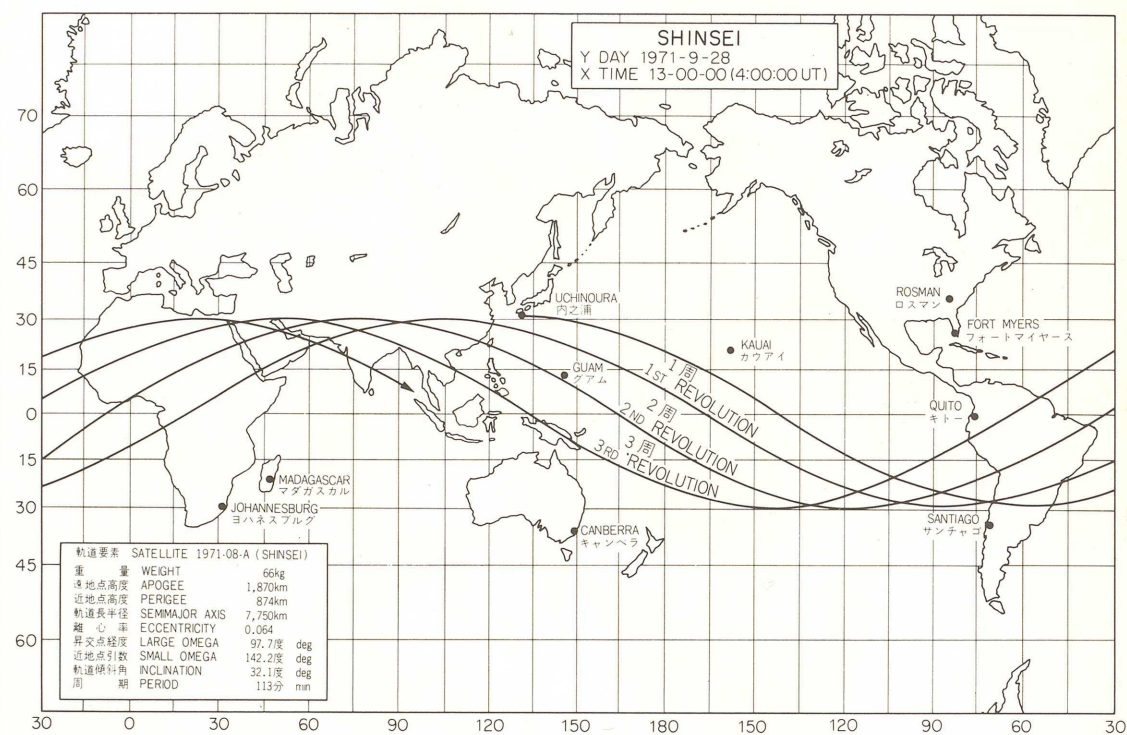 SHINSEI
Y DAY 1971-9-28
X TIME 13-00-00 (4:00:00 UT)
70
60
45
30
15
0
15
30
45
60
UCHINOURA
内之浦
ROSMAN
ロスマン
FORT MYERS
フォートマイヤース
KAUAI
カウアイ
GUAM
グアム
QUITO
キトー
1周
1ST REVOLUTION
2周
2ND REVOLUTION
3周
3RD REVOLUTION
MADAGASCAR
マダガスカル
JOHANNESBURG
ヨハネスブルグ
CANBERRA
キャンベラ
SANTIAGO
サンチャゴ
軌道要素 SATELLITE 1971-08-A (SHINSEI)
重量 WEIGHT 66kg
遠地点高度 APOGEE 1,870km
近地点高度 PERIGEE 874km
軌道長半径 SEMIMAJOR AXIS 7,750km
離心率 ECCENTRICITY 0.064
昇交点経度 LARGE OMEGA 97.7度 deg
近地点引数 SMALL OMEGA 142.2度 deg
軌道傾斜角 INCLINATION 32.1度 deg
周期 PERIOD 113分 min
30 0 30 60 90 120 150 180 150 120 90 60 30